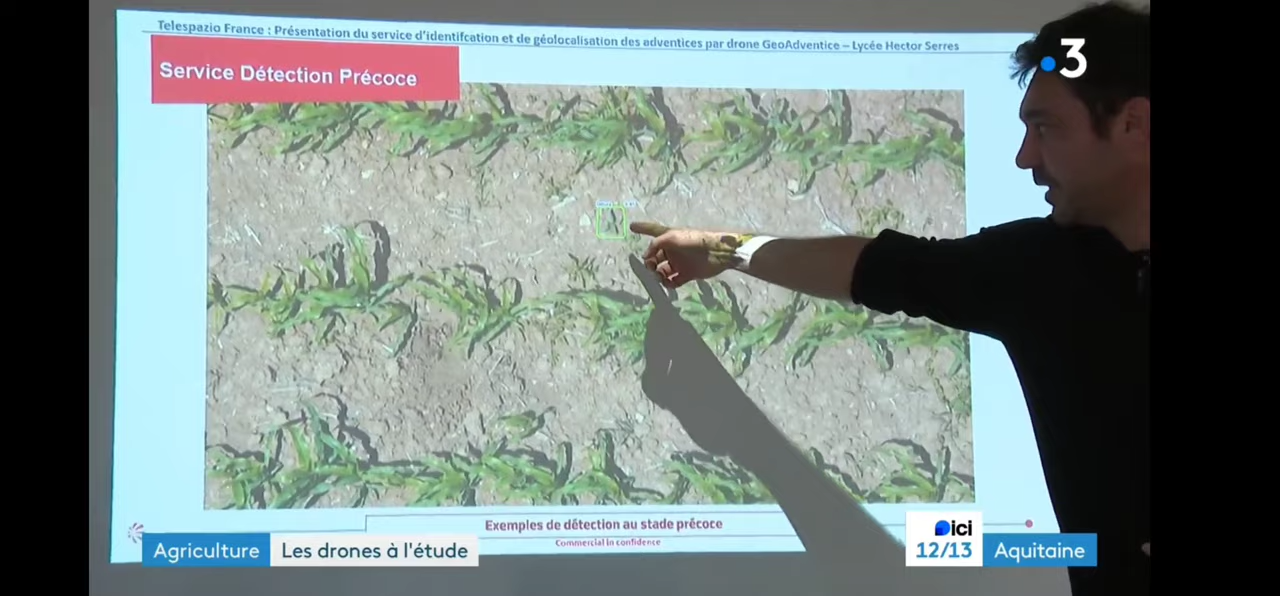 Telespazio France : Présentation du service d'identifcation et de géolocalisation des adventices par drone GeoAdventice – Lycée Hector Serres
3
Service Détection Précoce
Exemples de détection au stade précoce
Commercial in confidence
ici
12/13
Aquitaine
Agriculture
Les drones à l'étude